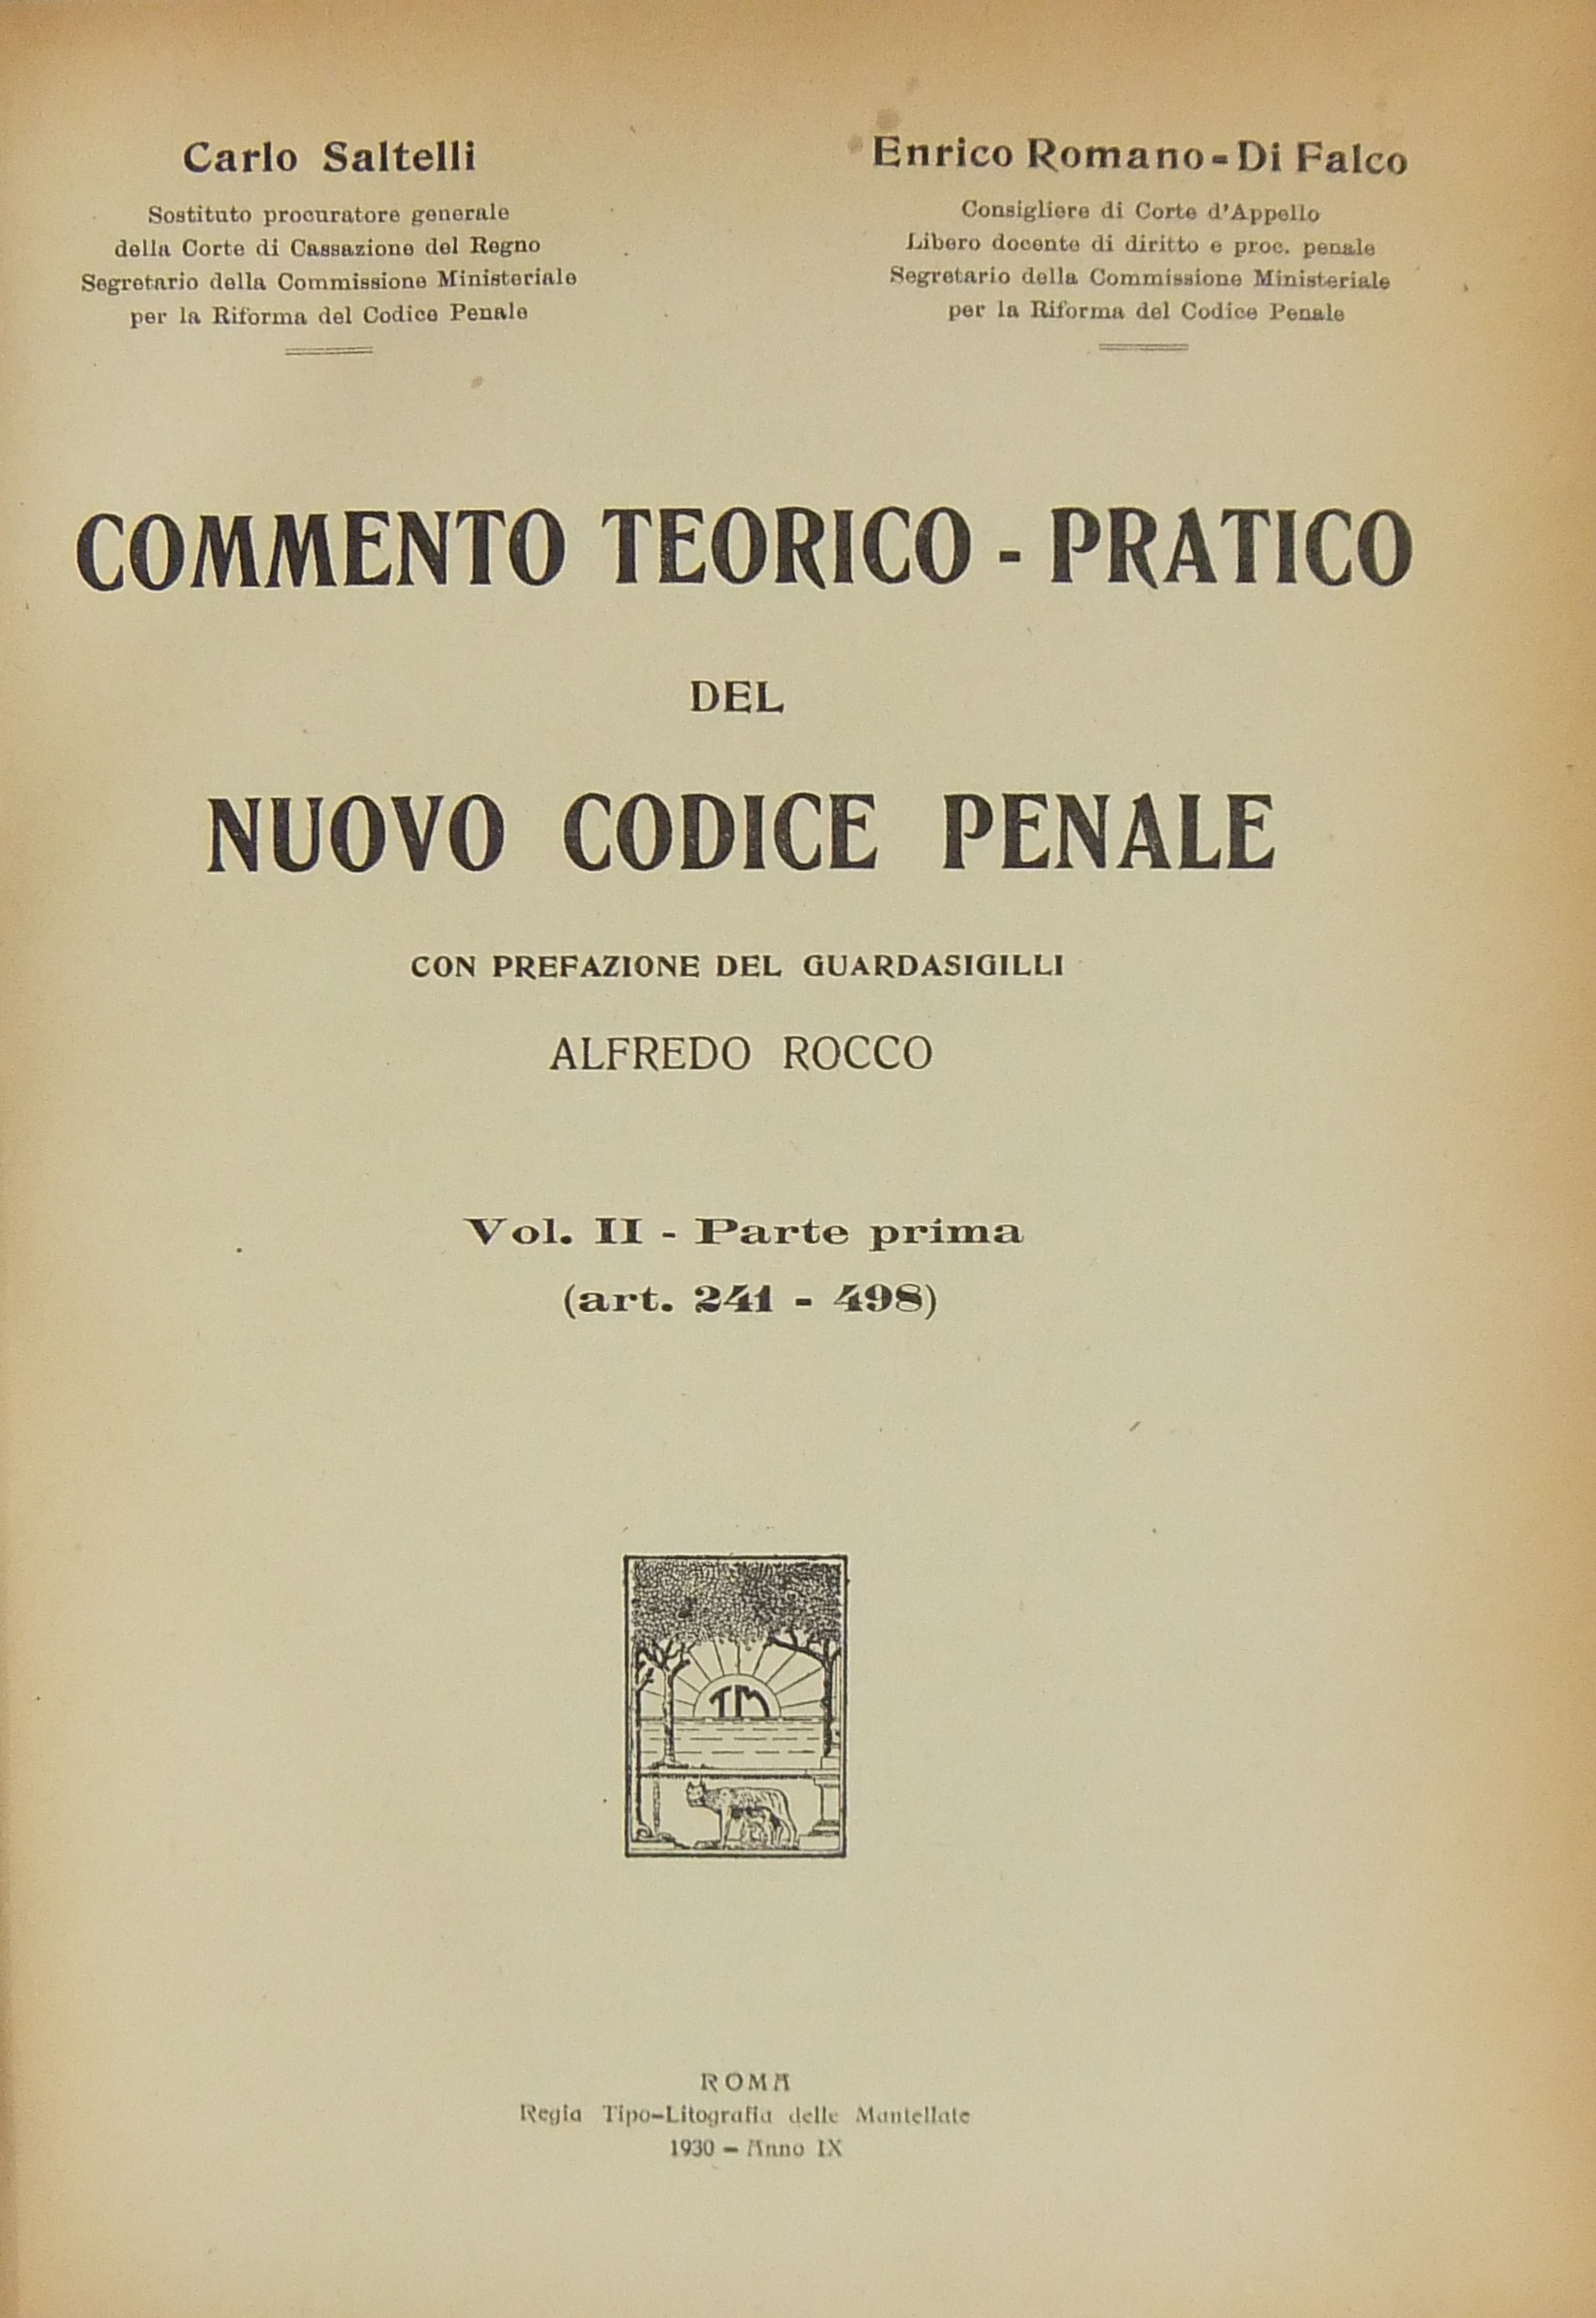 Carlo Saltelli
Sostituto procuratore generale
della Corte di Cassazione del Regno
Segretario della Commissione Ministeriale
per la Riforma del Codice Penale
Enrico Romano-Di Falco
Consigliere di Corte d'Appello
Libero docente di diritto e proc. penale
Segretario della Commissione Ministeriale
per la Riforma del Codice Penale
COMMENTO TEORICO - PRATICO
DEL
NUOVO CODICE PENALE
CON PREFAZIONE DEL GUARDASIGILLI
ALFREDO ROCCO
Vol. II - Parte prima
(art. 241 - 498)
TM
ROMA
Regia Tipo-Litografia delle Mantellate
1930 - Anno IX